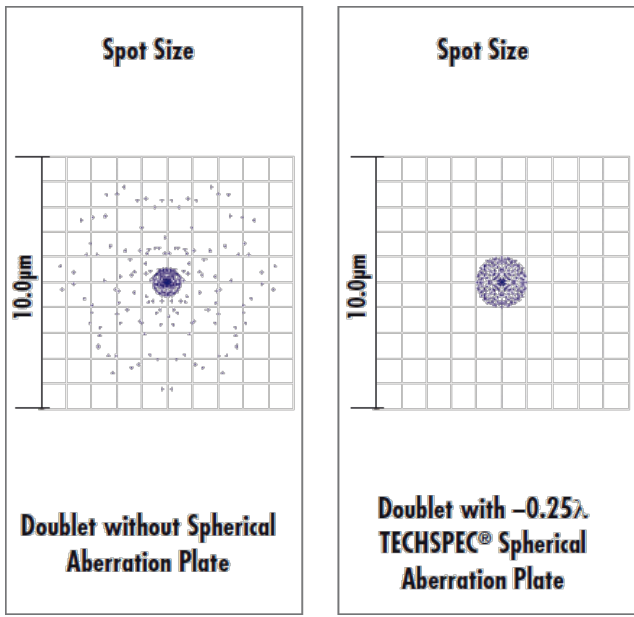 Spot Size
10.0μm
Doublet without Spherical
Aberration Plate
Spot Size
10.0μm
Doublet with –0.25λ
TECHSPEC® Spherical
Aberration Plate